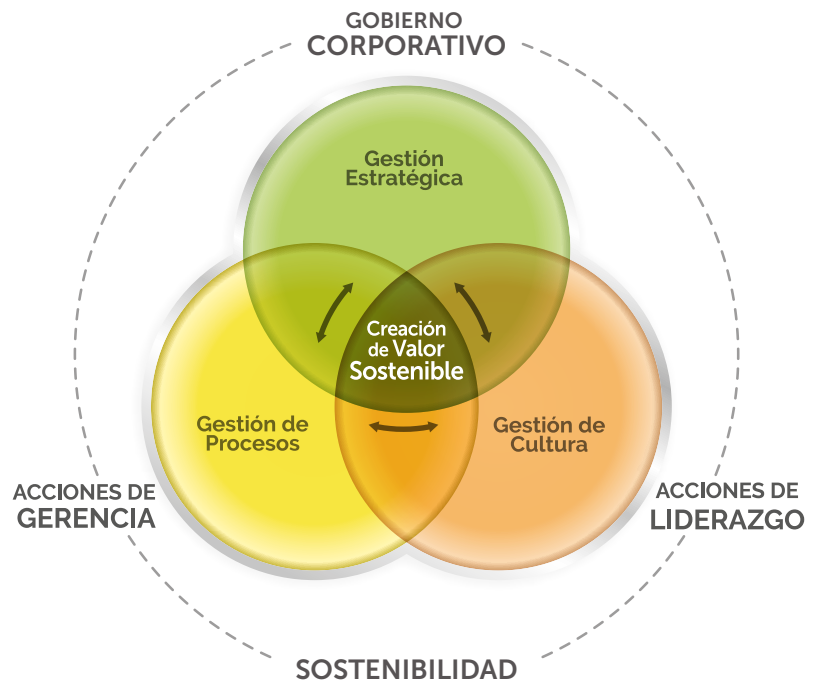 GOBIERNO
CORPORATIVO
Gestión
Estratégica
Creación
de Valor
Sostenible
Gestión de
Procesos
Gestión de
Cultura
ACCIONES DE
GERENCIA
ACCIONES DE
LIDERAZGO
SOSTENIBILIDAD